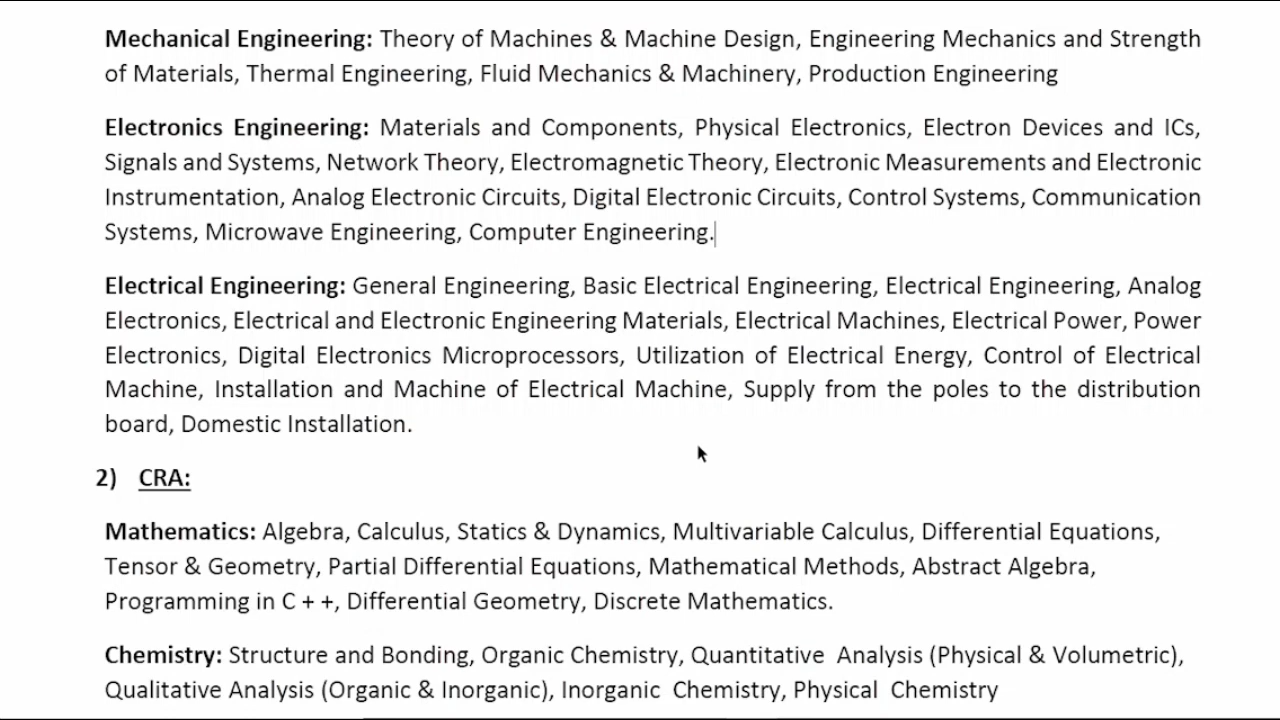 Mechanical Engineering: Theory of Machines & Machine Design, Engineering Mechanics and Strength
of Materials, Thermal Engineering, Fluid Mechanics & Machinery, Production Engineering
Electronics Engineering: Materials and Components, Physical Electronics, Electron Devices and ICs,
Signals and Systems, Network Theory, Electromagnetic Theory, Electronic Measurements and Electronic
Instrumentation, Analog Electronic Circuits, Digital Electronic Circuits, Control Systems, Communication
Systems, Microwave Engineering, Computer Engineering.
Electrical Engineering: General Engineering, Basic Electrical Engineering, Electrical Engineering, Analog
Electronics, Electrical and Electronic Engineering Materials, Electrical Machines, Electrical Power, Power
Electronics, Digital Electronics Microprocessors, Utilization of Electrical Energy, Control of Electrical
Machine, Installation and Machine of Electrical Machine, Supply from the poles to the distribution
board, Domestic Installation.
2) CRA:
Mathematics: Algebra, Calculus, Statics & Dynamics, Multivariable Calculus, Differential Equations,
Tensor & Geometry, Partial Differential Equations, Mathematical Methods, Abstract Algebra,
Programming in C + +, Differential Geometry, Discrete Mathematics.
Chemistry: Structure and Bonding, Organic Chemistry, Quantitative Analysis (Physical & Volumetric),
Qualitative Analysis (Organic & Inorganic), Inorganic Chemistry, Physical Chemistry